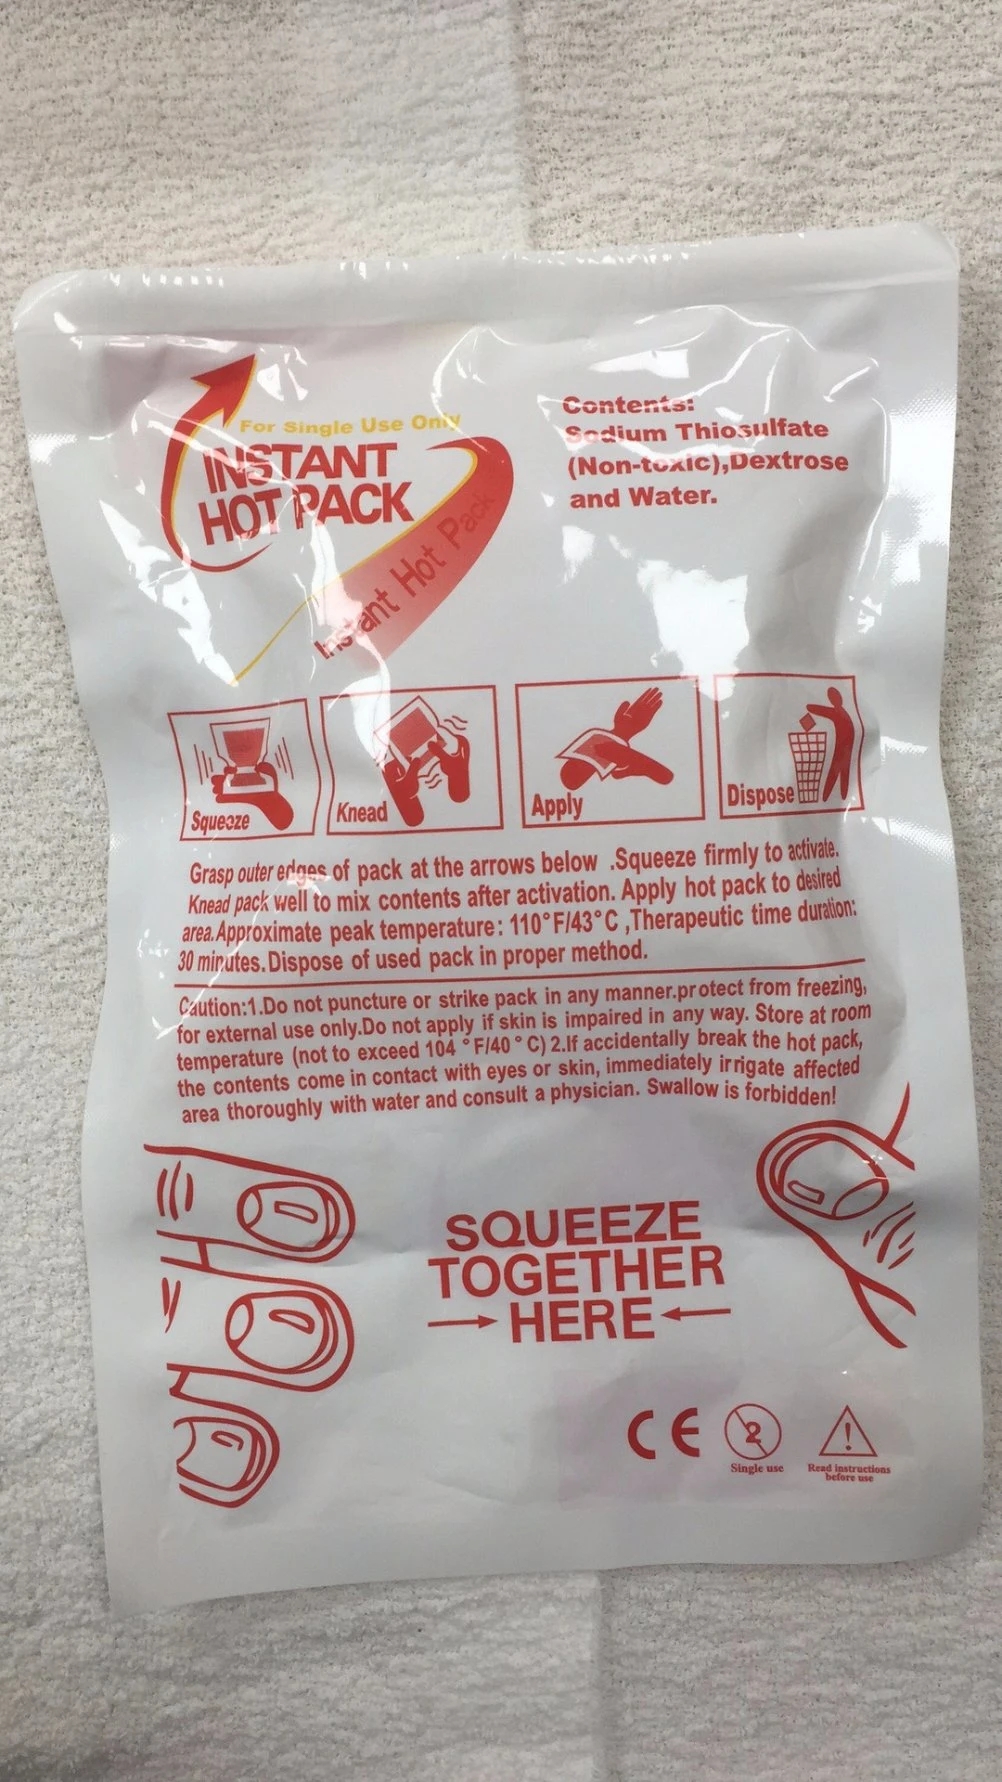 For Single Use Only
INSTANT
HOT PACK
Instant Hot Pack
Contents:
Sodium Thiosulfate
(Non-toxic),Dextrose
and Water.
Squeeze
Knead
Apply
Dispose
Grasp outer edges of pack at the arrows below .Squeeze firmly to activate.
Knead pack well to mix contents after activation. Apply hot pack to desired
area.Approximate peak temperature: 110°F/43°C ,Therapeutic time duration:
30 minutes.Dispose of used pack in proper method.
Caution:1.Do not puncture or strike pack in any manner.protect from freezing,
for external use only.Do not apply if skin is impaired in any way. Store at room
temperature (not to exceed 104 °F/40 °C) 2.If accidentally break the hot pack,
the contents come in contact with eyes or skin, immediately irrigate affected
area thoroughly with water and consult a physician. Swallow is forbidden!
SQUEEZE
TOGETHER
HERE
CE
2
!
Single use
Read instructions
before use